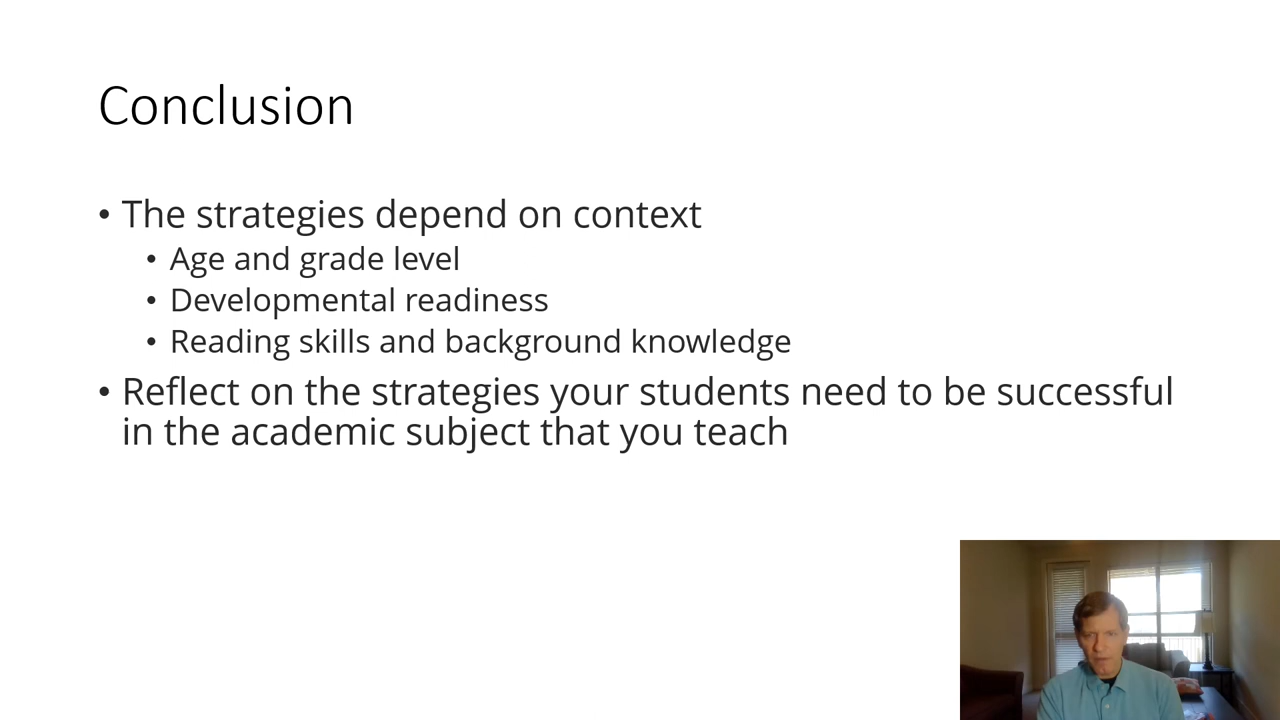 Conclusion
• The strategies depend on context
• Age and grade level
• Developmental readiness
• Reading skills and background knowledge
• Reflect on the strategies your students need to be successful
in the academic subject that you teach